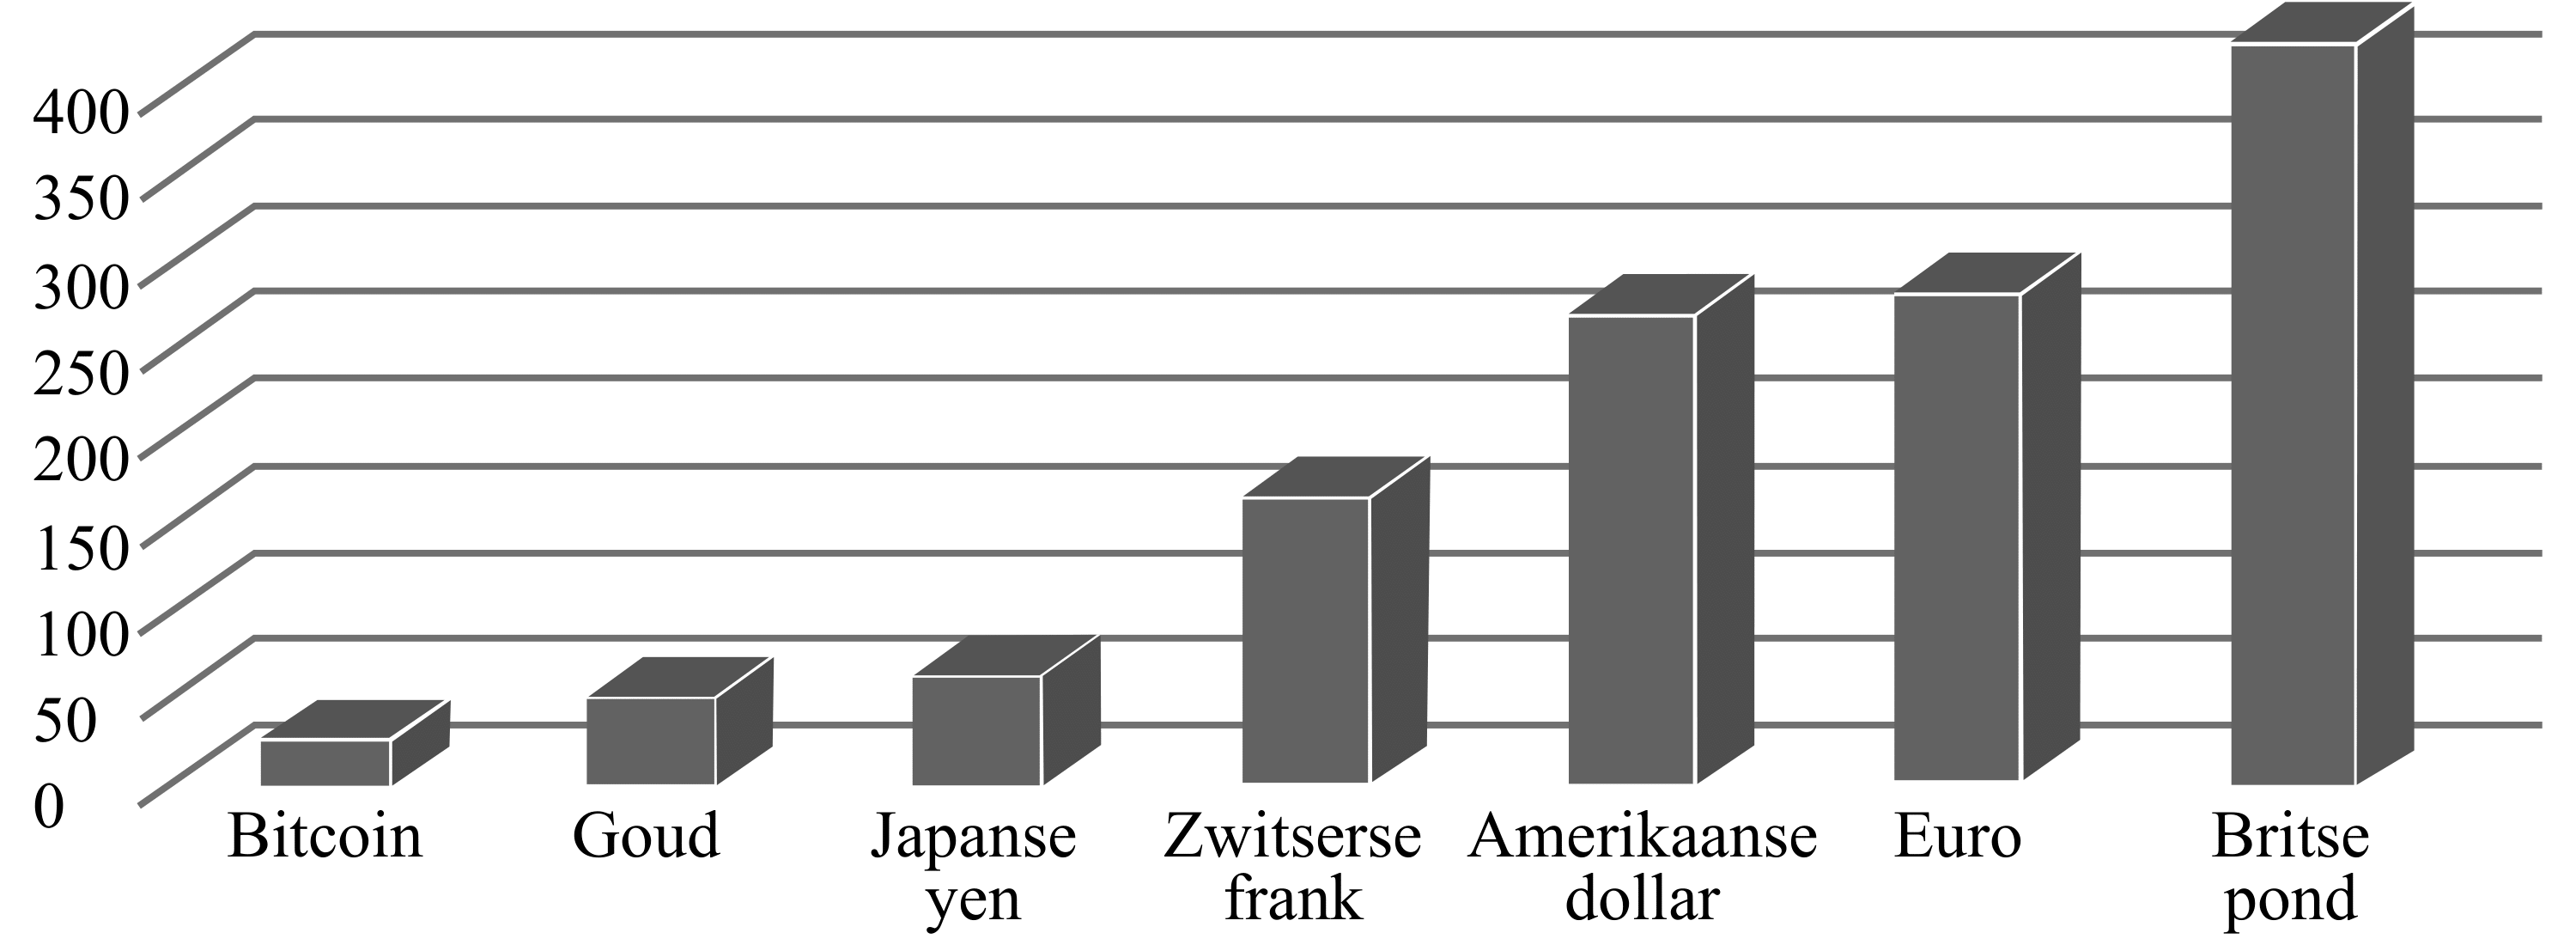 400
350
300
250
200
150
100
50
0
Bitcoin
Goud
Japanse
yen
Zwitserse
frank
Amerikaanse
dollar
Euro
Britse
pond